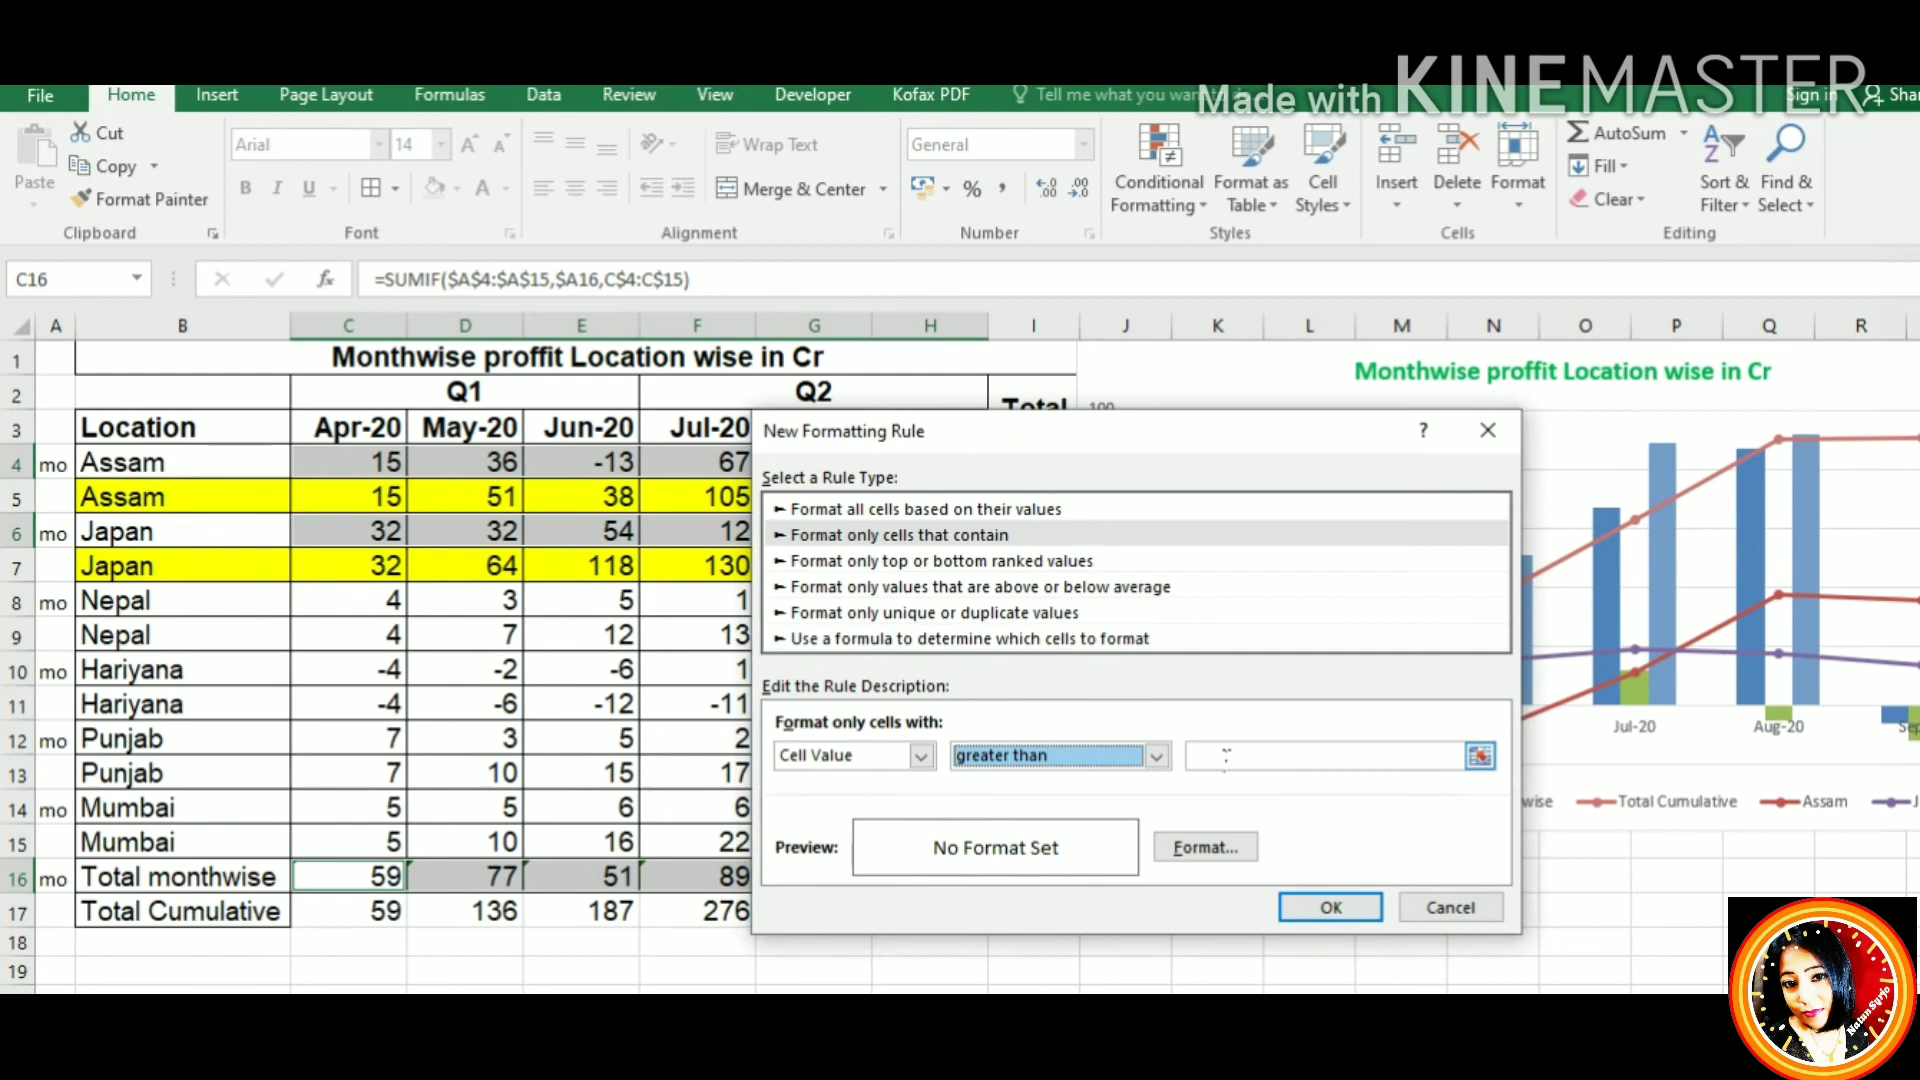 Made with KINEMASTER
File Home Insert Page Layout Formulas Data Review View Developer Kofax PDF Tell me what you want Sign in Shar
Paste Cut
Copy
Format Painter
Clipboard
Arial 14
B I U A
Font
Wrap Text
Merge & Center
Alignment
General
% ,
Number
Conditional Formatting
Format as Table
Cell Styles
Styles
Insert Delete Format
Cells
AutoSum
Fill
Clear
Sort & Filter
Find & Select
Editing
C16 fx =SUMIF($A$4:$A$15,$A16,C$4:C$15)
A B C D E F G H I J K L M N O P Q R
1 Monthwise proffit Location wise in Cr
2 Q1 Q2 Total
3 Location Apr-20 May-20 Jun-20 Jul-20
4 mo Assam 15 36 -13 67
5 Assam 15 51 38 105
6 mo Japan 32 32 54 12
7 Japan 32 64 118 130
8 mo Nepal 4 3 5 1
9 Nepal 4 7 12 13
10 mo Hariyana -4 -2 -6 1
11 Hariyana -4 -6 -12 -11
12 mo Punjab 7 3 5 2
13 Punjab 7 10 15 17
14 mo Mumbai 5 5 6 6
15 Mumbai 5 10 16 22
16 mo Total monthwise 59 77 51 89
17 Total Cumulative 59 136 187 276
18
19
New Formatting Rule ?
Select a Rule Type:
► Format all cells based on their values
► Format only cells that contain
► Format only top or bottom ranked values
► Format only values that are above or below average
► Format only unique or duplicate values
► Use a formula to determine which cells to format
Edit the Rule Description:
Format only cells with:
Cell Value greater than
Preview: No Format Set Format...
OK Cancel
Monthwise proffit Location wise in Cr
100
Jul-20 Aug-20 Sep
wise Total Cumulative Assam J
NatunSurjo